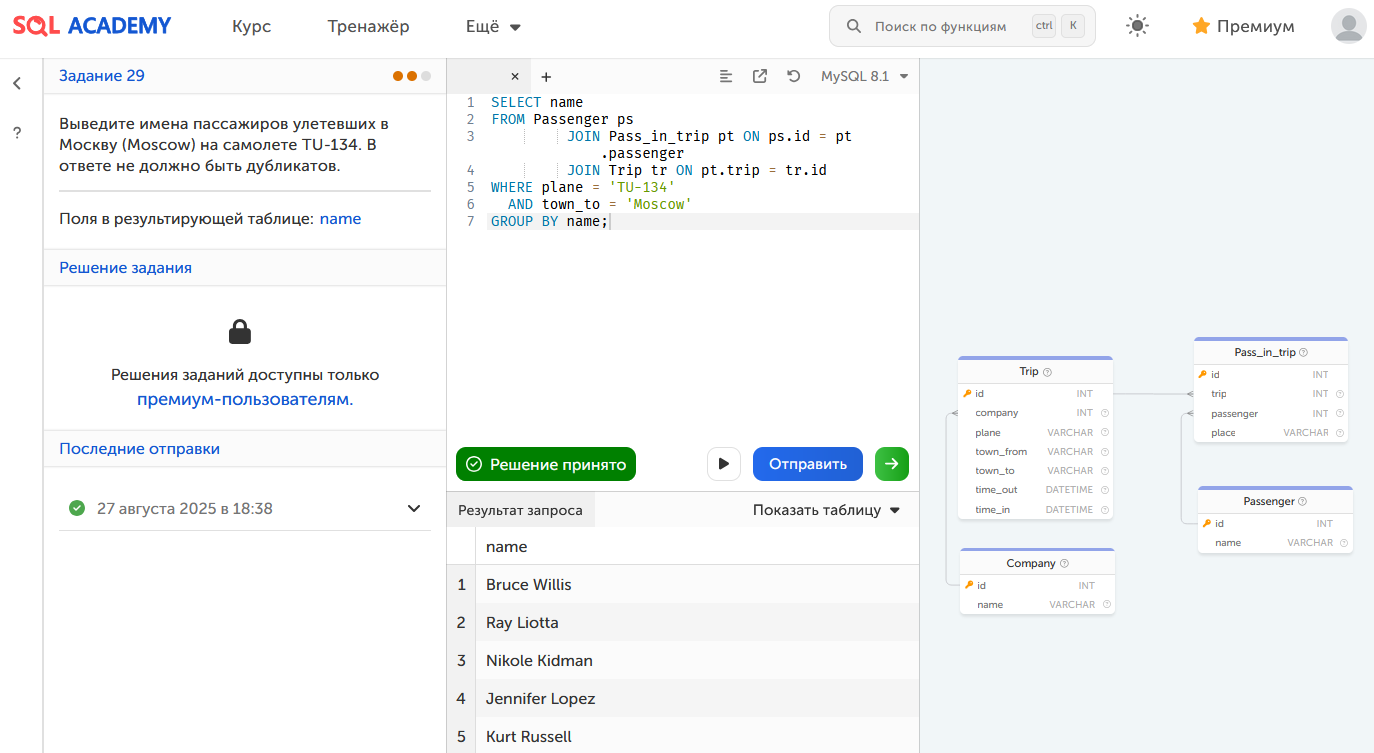 SQL ACADEMY
Курс
Тренажёр
Ещё
Поиск по функциям
ctrl
K
Премиум
Задание 29
Выведите имена пассажиров улетевших в
Москву (Moscow) на самолете TU-134. В
ответе не должно быть дубликатов.
Поля в результирующей таблице: name
Решение задания
Решения заданий доступны только
премиум-пользователям.
Последние отправки
27 августа 2025 в 18:38
?
MySQL 8.1
1 SELECT name
2 FROM Passenger ps
3 JOIN Pass_in_trip pt ON ps.id = pt
.passenger
4 JOIN Trip tr ON pt.trip = tr.id
5 WHERE plane = 'TU-134'
6 AND town_to = 'Moscow'
7 GROUP BY name;
Решение принято
Отправить
Результат запроса
Показать таблицу
name
1 Bruce Willis
2 Ray Liotta
3 Nikole Kidman
4 Jennifer Lopez
5 Kurt Russell
Trip
id INT
company INT
plane VARCHAR
town_from VARCHAR
town_to VARCHAR
time_out DATETIME
time_in DATETIME
Company
id INT
name VARCHAR
Pass_in_trip
id INT
trip INT
passenger INT
place VARCHAR
Passenger
id INT
name VARCHAR